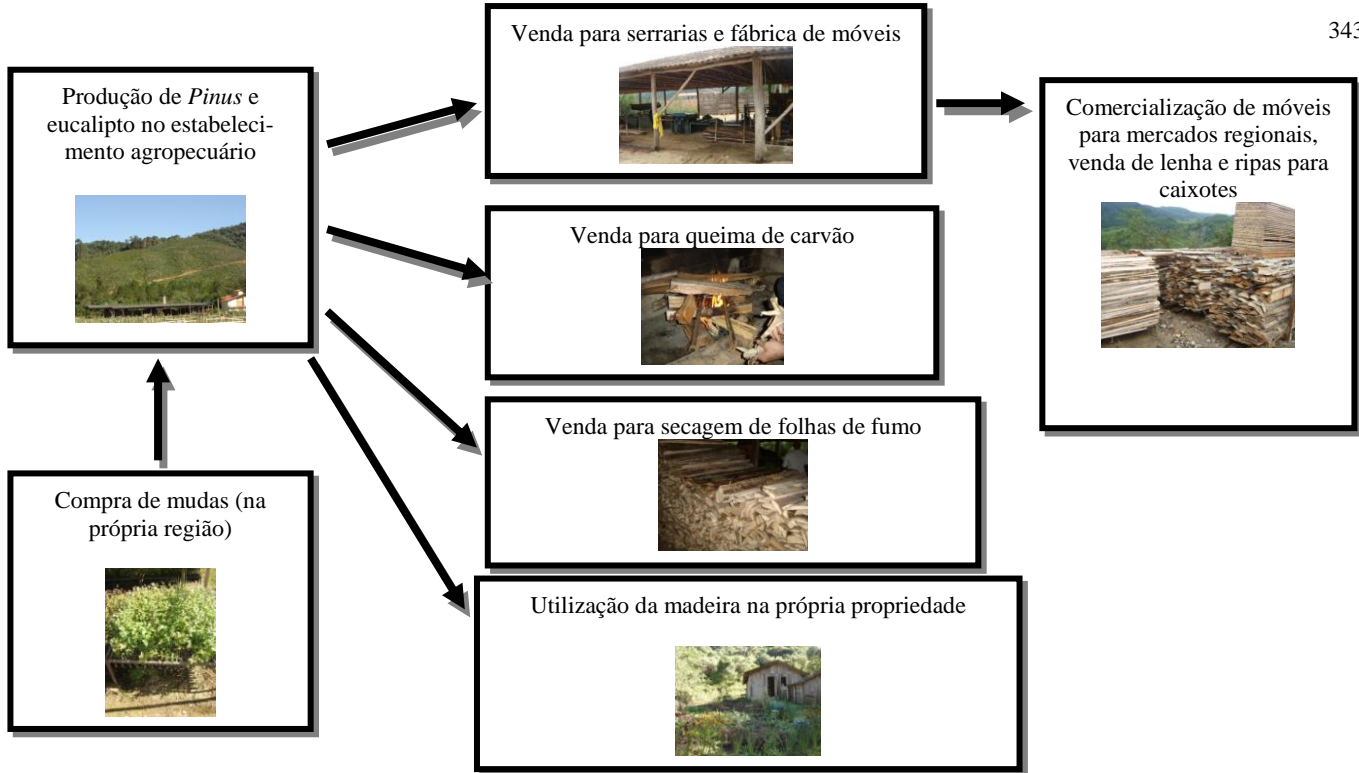 343
Produção de Pinus e
eucalipto no estabeleci-
mento agropecuário
Compra de mudas (na
própria região)
Venda para serrarias e fábrica de móveis
Venda para queima de carvão
Venda para secagem de folhas de fumo
Utilização da madeira na própria propriedade
Comercialização de móveis
para mercados regionais,
venda de lenha e ripas para
caixotes